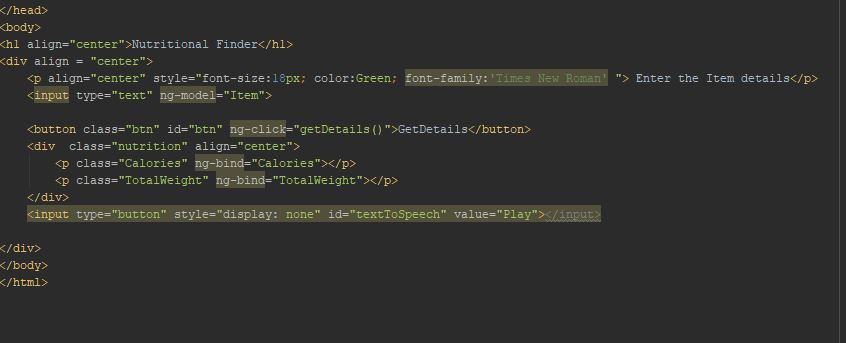 </head>
<body>
<h1 align="center">Nutritional Finder</h1>
<div align = "center">
<p align="center" style="font-size:18px; color:Green; font-family:'Times New Roman' "> Enter the Item details</p>
<input type="text" ng-model="Item">
<button class="btn" id="btn" ng-click="getDetails()">GetDetails</button>
<div  class="nutrition" align="center">
<p class="Calories" ng-bind="Calories"></p>
<p class="TotalWeight" ng-bind="TotalWeight"></p>
</div>
<input type="button" style="display: none" id="textToSpeech" value="Play"></input>
</div>
</body>
</html>